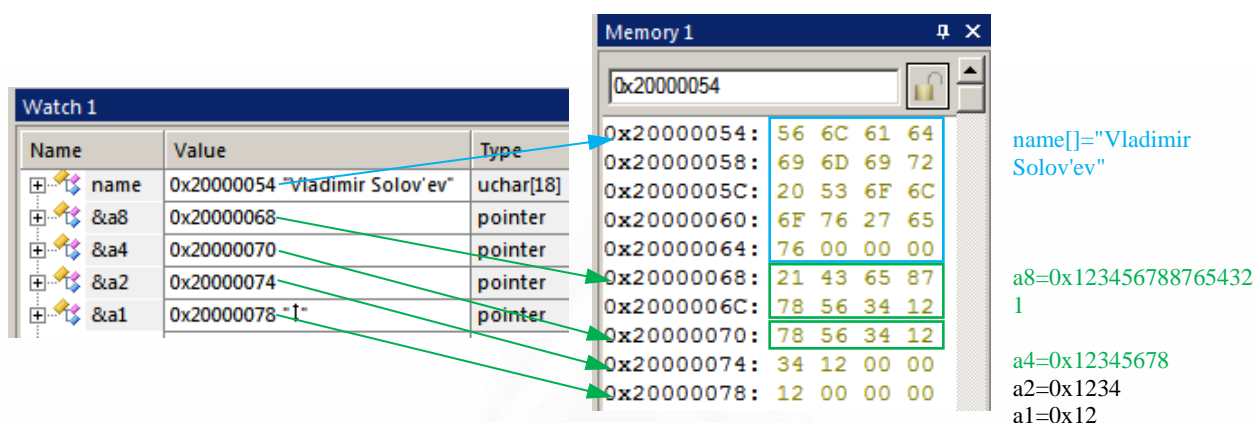 Memory 1
0x20000054
Watch 1
Name Value Type
name 0x20000054 "Vladimir Solov'ev" uchar[18]
&a8 0x20000068 pointer
&a4 0x20000070 pointer
&a2 0x20000074 pointer
&a1 0x20000078 "↕" pointer
0x20000054: 56 6C 61 64
0x20000058: 69 6D 69 72
0x2000005C: 20 53 6F 6C
0x20000060: 6F 76 27 65
0x20000064: 76 00 00 00
0x20000068: 21 43 65 87
0x2000006C: 78 56 34 12
0x20000070: 78 56 34 12
0x20000074: 34 12 00 00
0x20000078: 12 00 00 00
name[]="Vladimir
Solov'ev"
a8=0x123456788765432
1
a4=0x12345678
a2=0x1234
a1=0x12